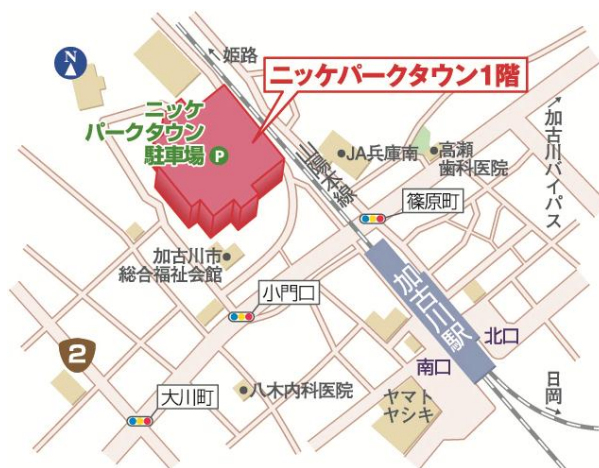 N
姫路
ニッケパークタウン1階
ニッケ
パークタウン
駐車場 P
山陽本線
JA兵庫南
高瀬
歯科医院
加古川バイパス
篠原町
加古川市
総合福祉会館
小門口
加古川駅
北口
南口
2
大川町
八木内科医院
ヤマト
ヤシキ
日岡